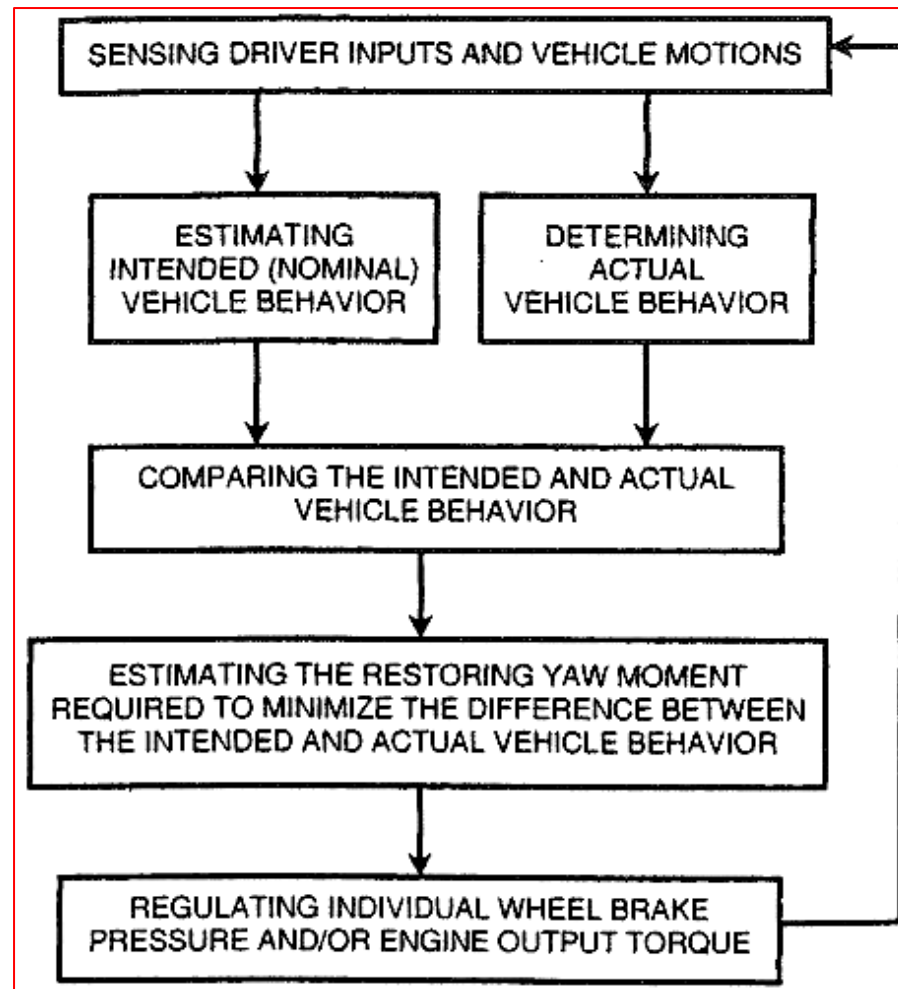 SENSING DRIVER INPUTS AND VEHICLE MOTIONS
ESTIMATING
INTENDED (NOMINAL)
VEHICLE BEHAVIOR
DETERMINING
ACTUAL
VEHICLE BEHAVIOR
COMPARING THE INTENDED AND ACTUAL
VEHICLE BEHAVIOR
ESTIMATING THE RESTORING YAW MOMENT
REQUIRED TO MINIMIZE THE DIFFERENCE BETWEEN
THE INTENDED AND ACTUAL VEHICLE BEHAVIOR
REGULATING INDIVIDUAL WHEEL BRAKE
PRESSURE AND/OR ENGINE OUTPUT TORQUE